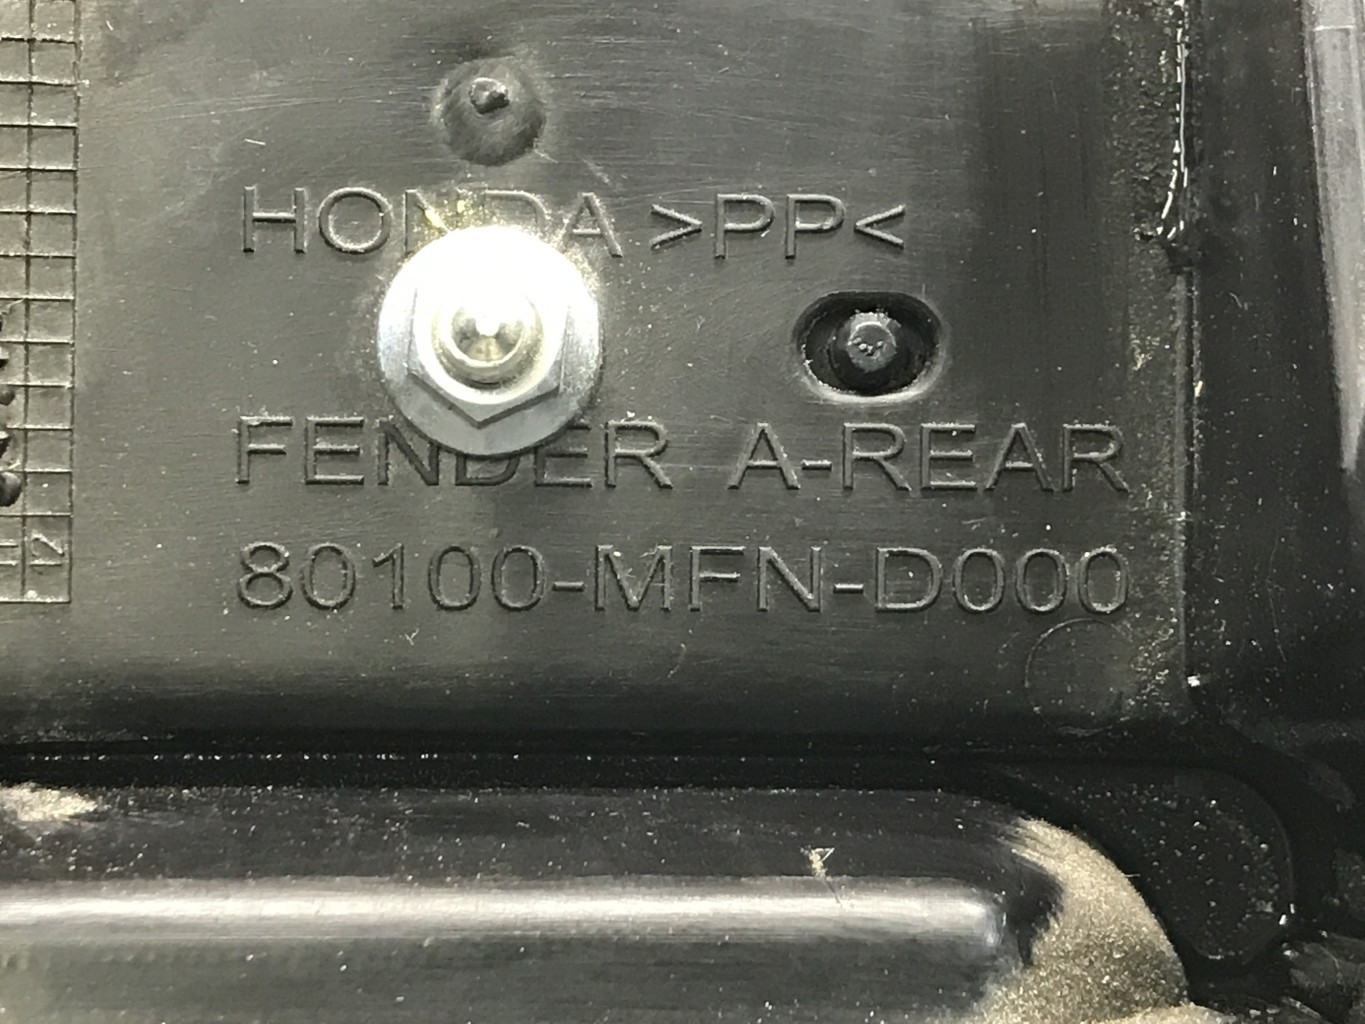 HONDA >PP<
FENDER A-REAR
80100-MFN-D000